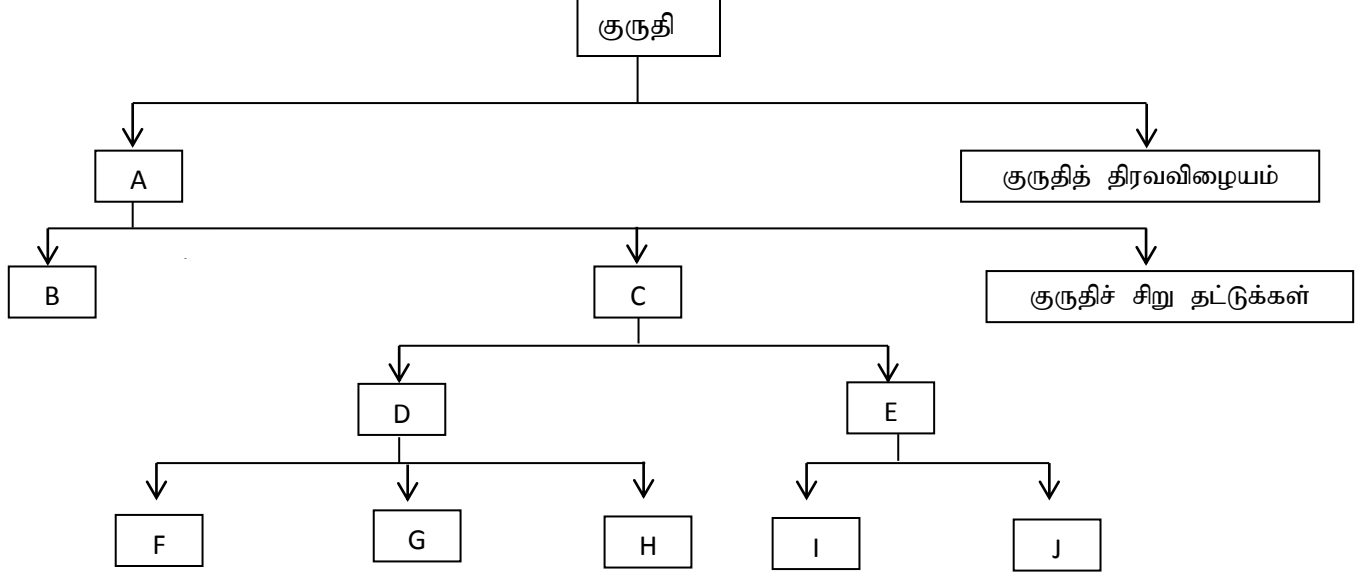 குருதி
A
குருதித் திரவவிழையம்
B
C
குருதிச் சிறு தட்டுக்கள்
D
E
F
G
H
I
J